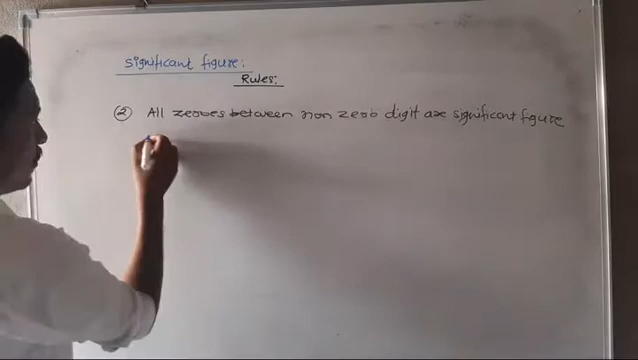 Significant figure:
Rules:
② All zeroes between non zero digit are significant figure